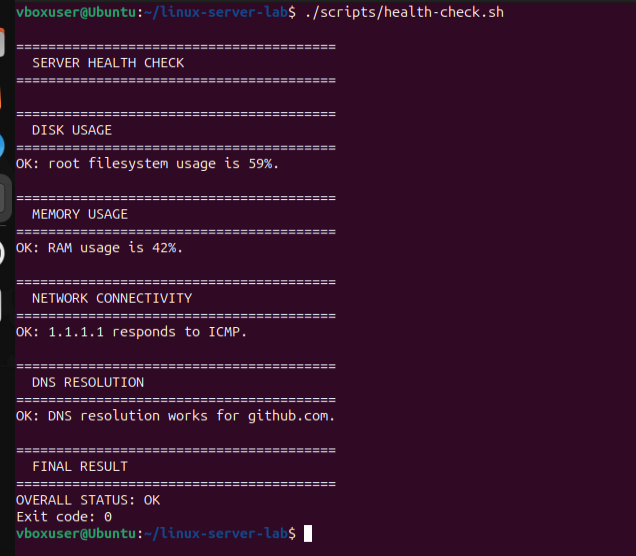 vboxuser@Ubuntu:~/linux-server-lab$ ./scripts/health-check.sh
========================================
SERVER HEALTH CHECK
========================================
========================================
DISK USAGE
========================================
OK: root filesystem usage is 59%.
========================================
MEMORY USAGE
========================================
OK: RAM usage is 42%.
========================================
NETWORK CONNECTIVITY
========================================
OK: 1.1.1.1 responds to ICMP.
========================================
DNS RESOLUTION
========================================
OK: DNS resolution works for github.com.
========================================
FINAL RESULT
========================================
OVERALL STATUS: OK
Exit code: 0
vboxuser@Ubuntu:~/linux-server-lab$